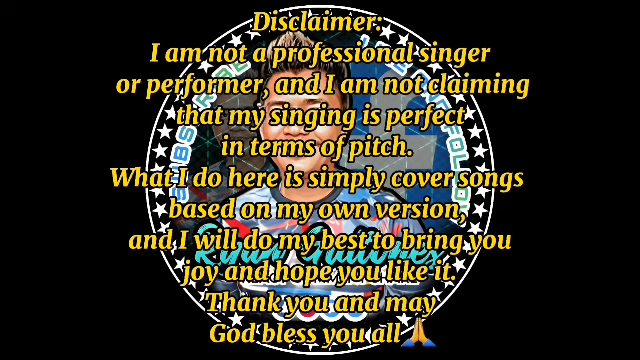 Disclaimer:
I am not a professional singer
or performer, and I am not claiming
that my singing is perfect
in terms of pitch.
What I do here is simply cover songs
based on my own version,
and I will do my best to bring you
joy and hope you like it.
Thank you and may
God bless you all 🙏